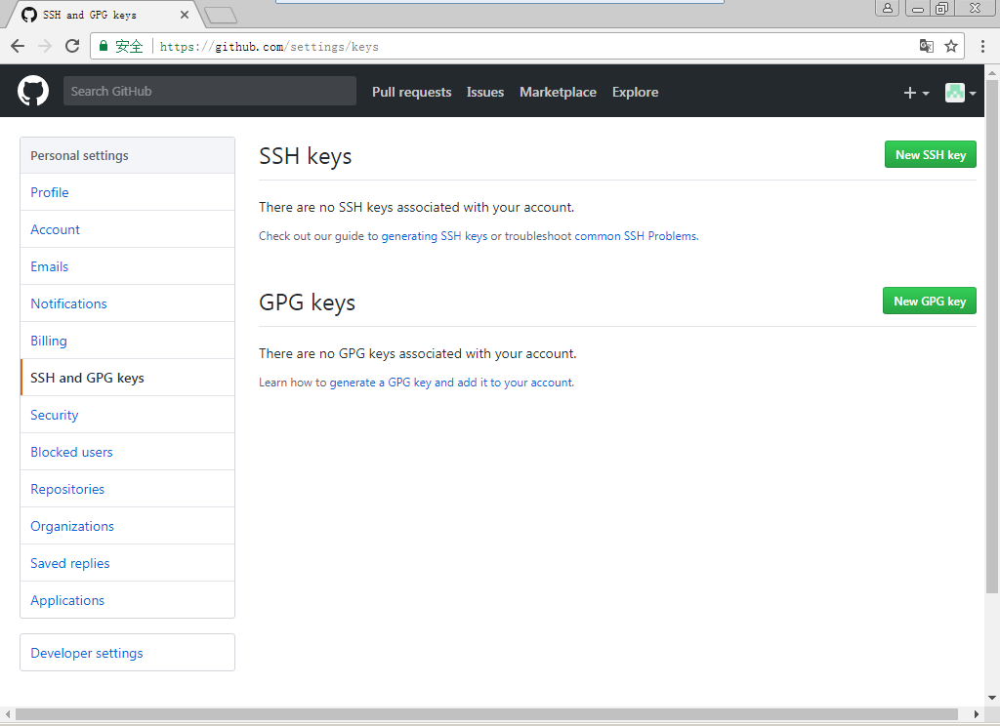 SSH and GPG keys
安全 https://github.com/settings/keys
Search GitHub
Pull requests Issues Marketplace Explore
Personal settings
Profile
Account
Emails
Notifications
Billing
SSH and GPG keys
Security
Blocked users
Repositories
Organizations
Saved replies
Applications
Developer settings
SSH keys
New SSH key
There are no SSH keys associated with your account.
Check out our guide to generating SSH keys or troubleshoot common SSH Problems.
GPG keys
New GPG key
There are no GPG keys associated with your account.
Learn how to generate a GPG key and add it to your account.